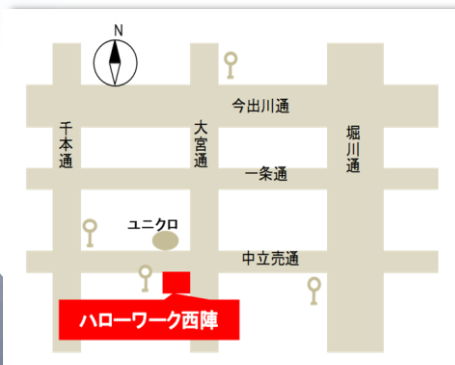 N
今出川通
千本通
大宮通
堀川通
一条通
ユニクロ
中立売通
ハローワーク西陣